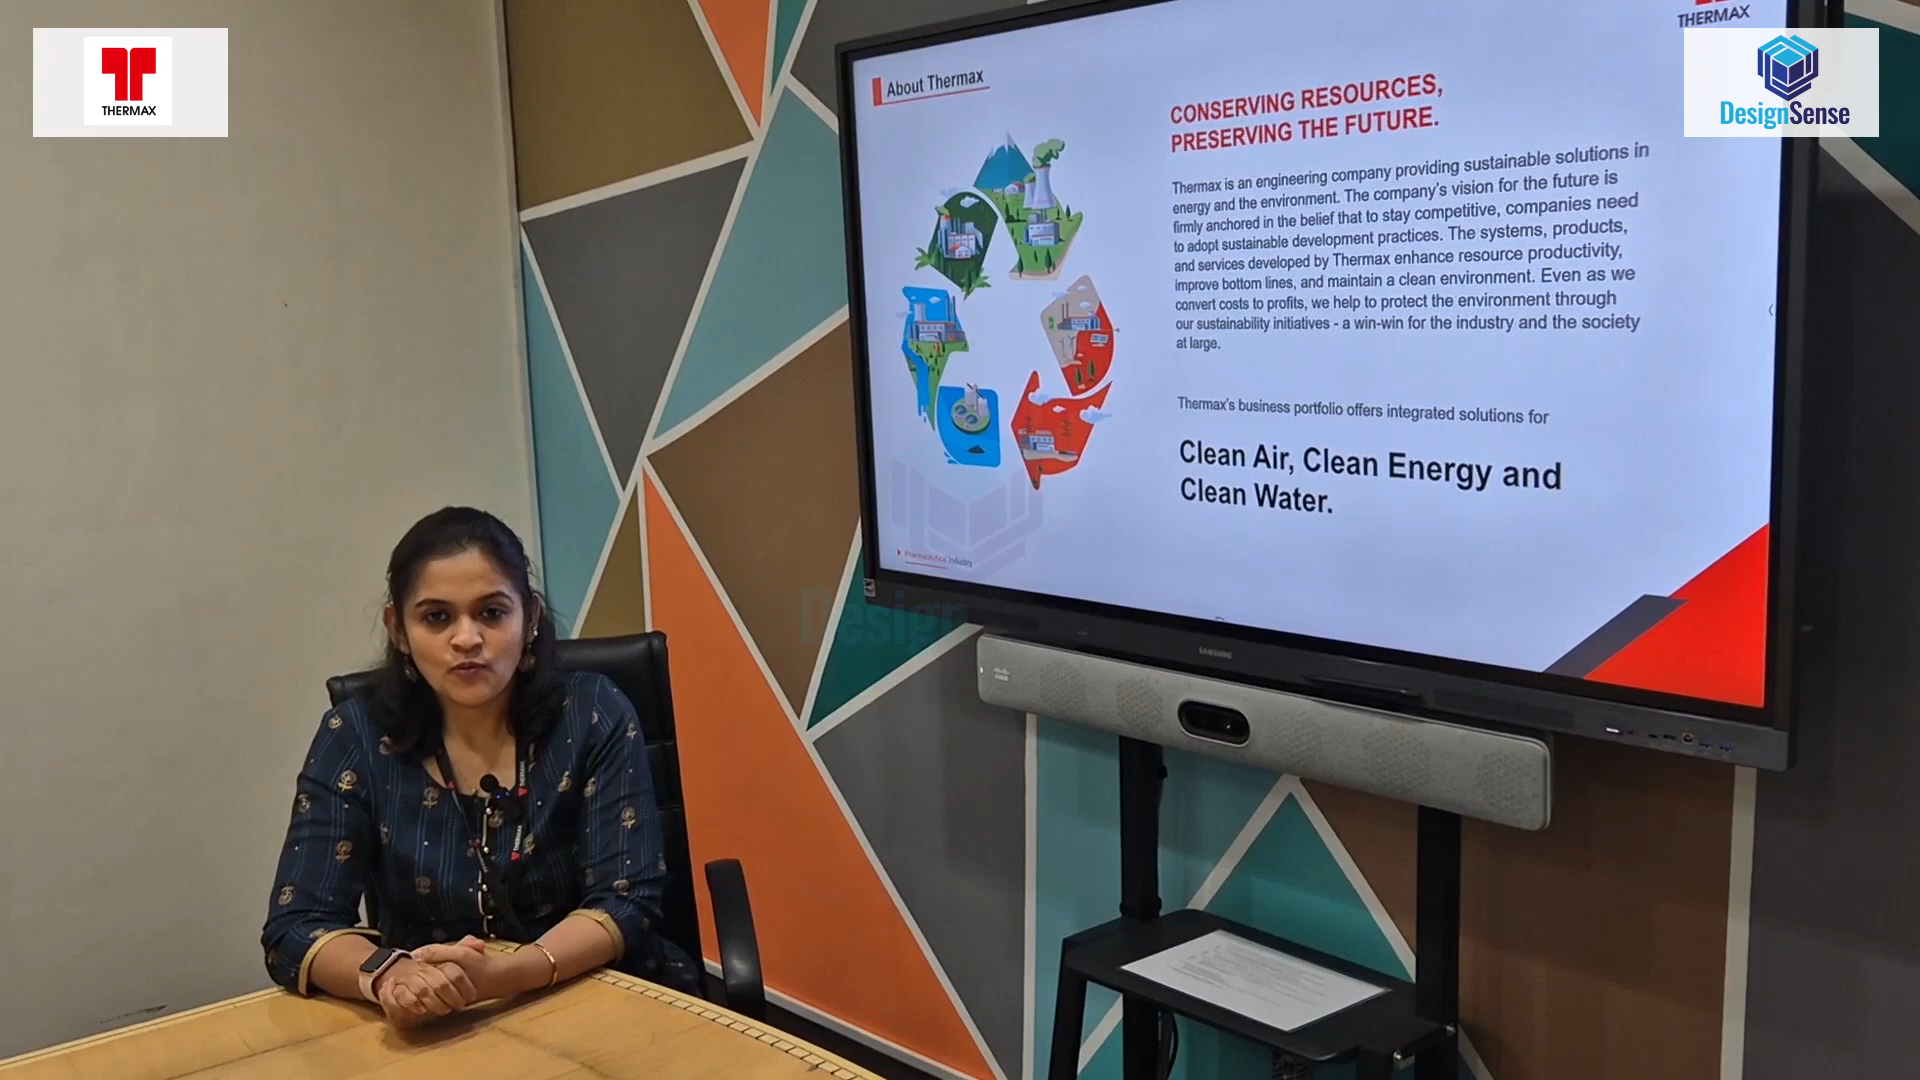 THERMAX
THERMAX
DesignSense
About Thermax
CONSERVING RESOURCES,
PRESERVING THE FUTURE.
Thermax is an engineering company providing sustainable solutions in
energy and the environment. The company's vision for the future is
firmly anchored in the belief that to stay competitive, companies need
to adopt sustainable development practices. The systems, products,
and services developed by Thermax enhance resource productivity,
improve bottom lines, and maintain a clean environment. Even as we
convert costs to profits, we help to protect the environment through
our sustainability initiatives - a win-win for the industry and the society
at large.
Thermax's business portfolio offers integrated solutions for
Clean Air, Clean Energy and
Clean Water.
Pharmaceutical Industry
Design
SAMSUNG
THERMAX
THERMAX